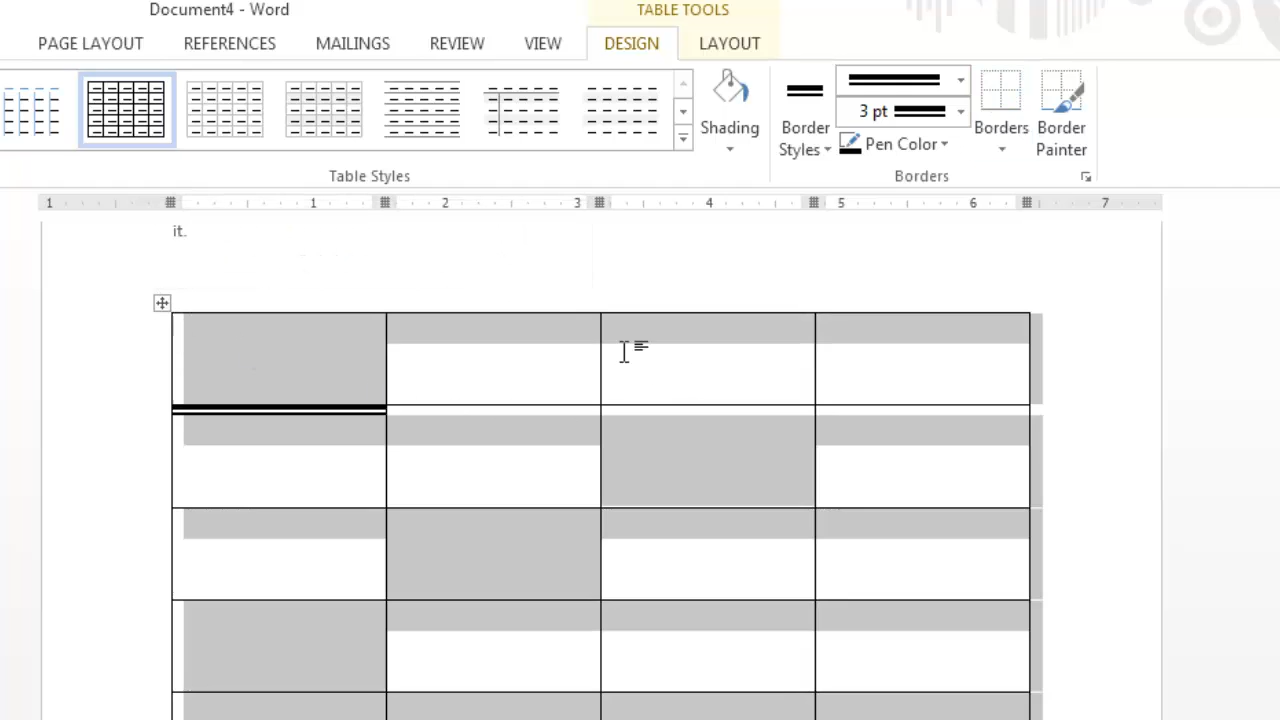 Document4 - Word
TABLE TOOLS
PAGE LAYOUT REFERENCES MAILINGS REVIEW VIEW DESIGN LAYOUT
3 pt
Shading
Border
Styles
Pen Color
Borders
Border
Painter
Table Styles
Borders
1 1 2 3 4 5 6 7
it.